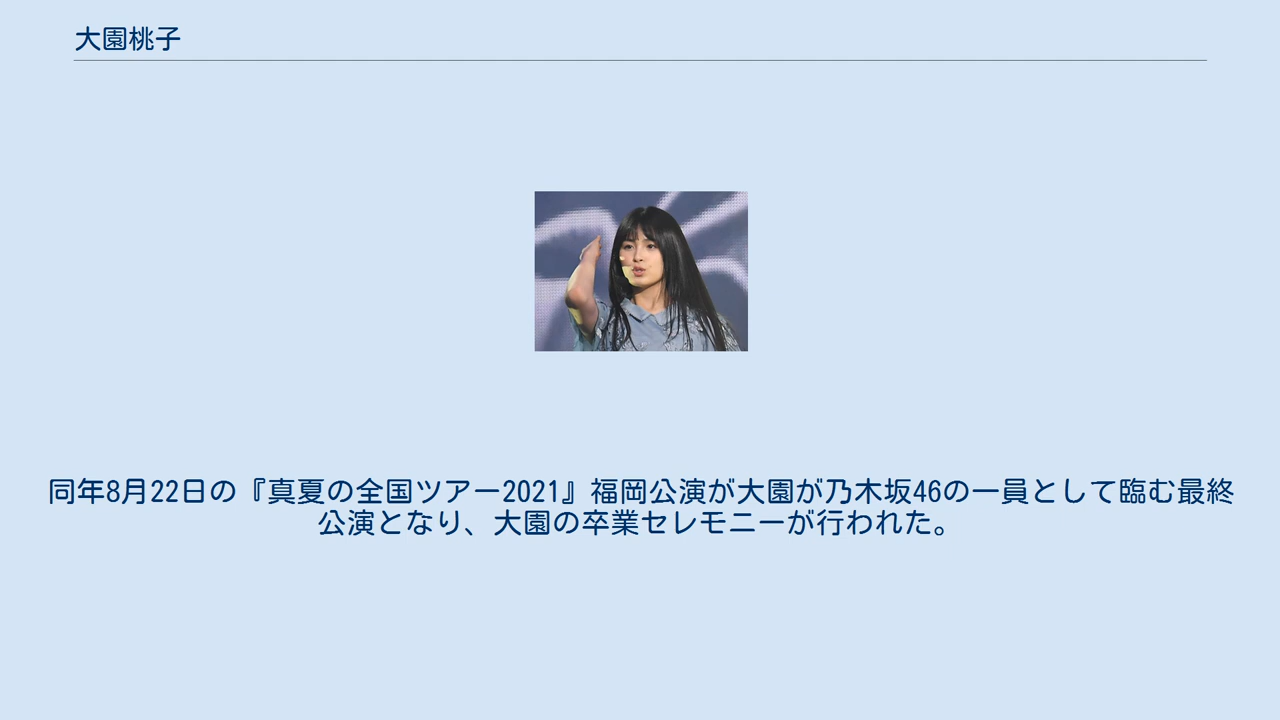 大園桃子
同年8月22日の『真夏の全国ツアー2021』福岡公演が大園が乃木坂46の一員として臨む最終
公演となり、大園の卒業セレモニーが行われた。